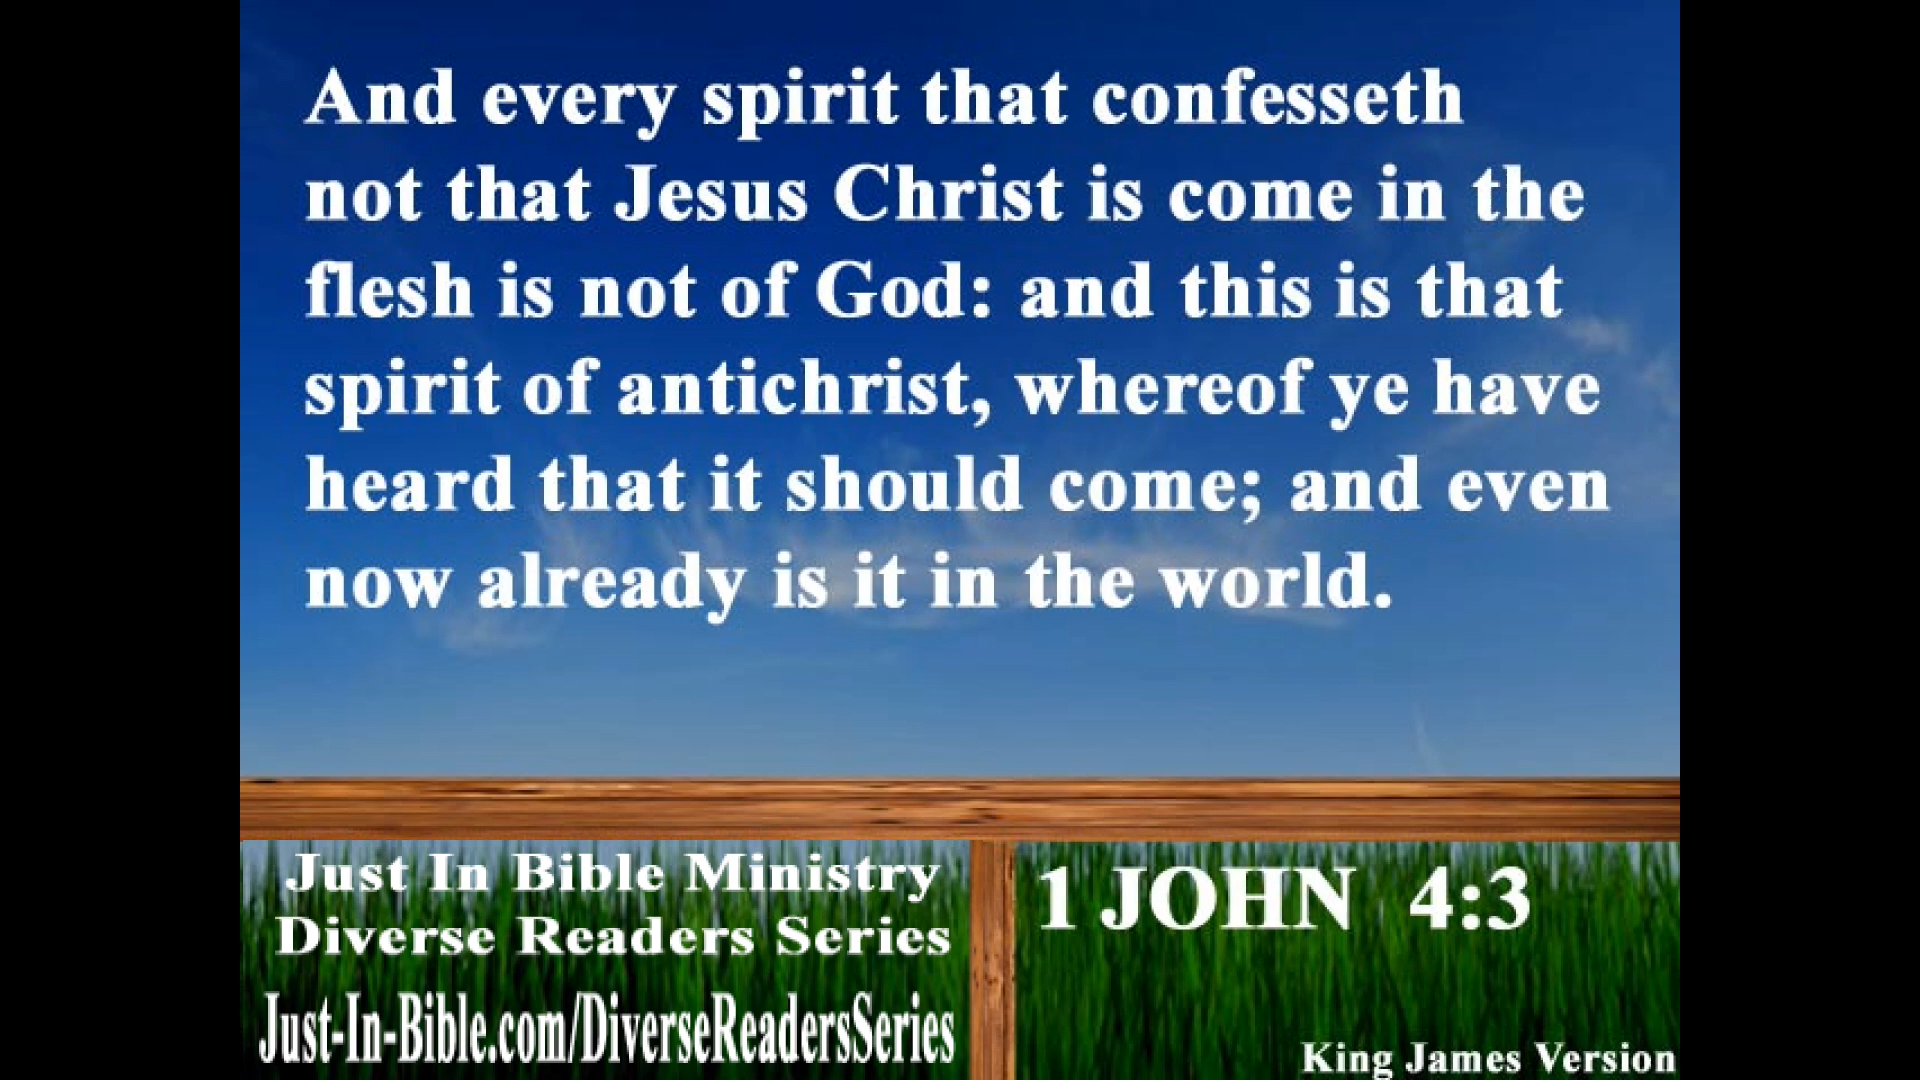 And every spirit that confesseth
not that Jesus Christ is come in the
flesh is not of God: and this is that
spirit of antichrist, whereof ye have
heard that it should come; and even
now already is it in the world.
Just In Bible Ministry
Diverse Readers Series
Just-In-Bible.com/DiverseReadersSeries
1 JOHN 4:3
King James Version